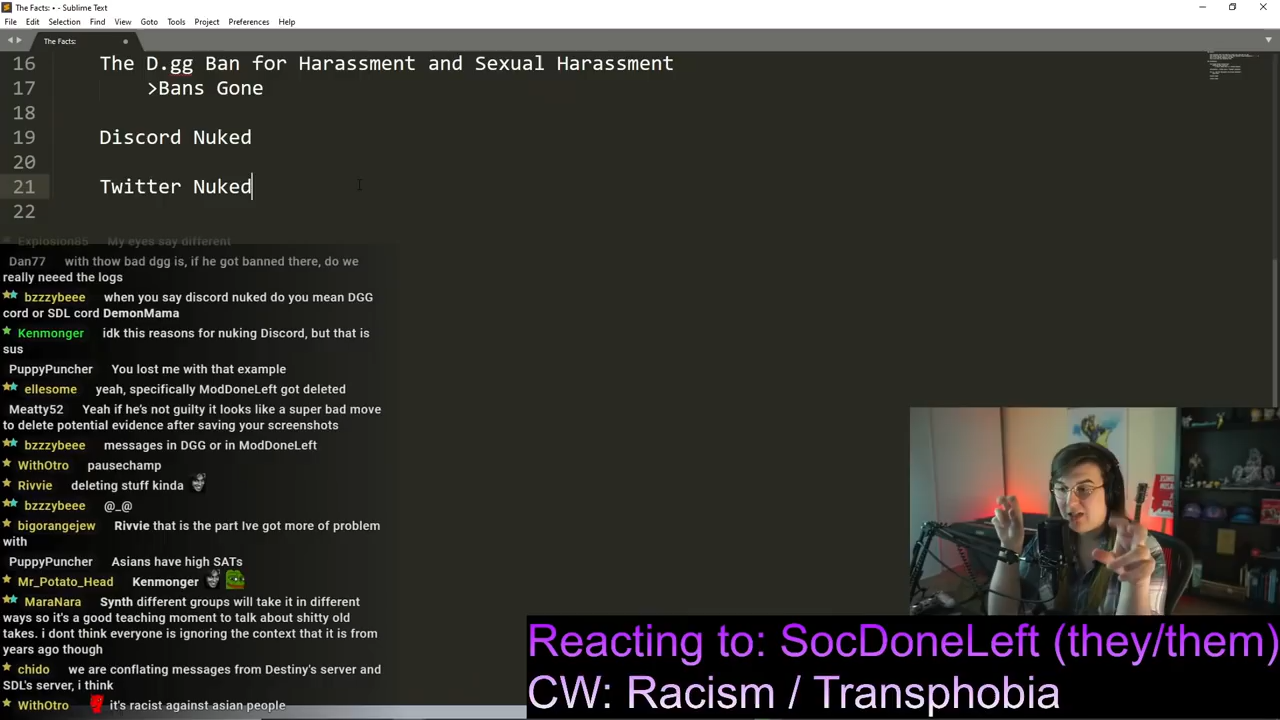 The Facts: • - Sublime Text
File Edit Selection Find View Goto Tools Project Preferences Help
The Facts:
16 The D.gg Ban for Harassment and Sexual Harassment
17 >Bans Gone
18
19 Discord Nuked
20
21 Twitter Nuked
22
Explosion85 My eyes say different
Dan77 with thow bad dgg is, if he got banned there, do we
really neeed the logs
bzzzybeee when you say discord nuked do you mean DGG
cord or SDL cord DemonMama
Kenmonger idk this reasons for nuking Discord, but that is
sus
PuppyPuncher You lost me with that example
ellesome yeah, specifically ModDoneLeft got deleted
Meatty52 Yeah if he's not guilty it looks like a super bad move
to delete potential evidence after saving your screenshots
bzzzybeee messages in DGG or in ModDoneLeft
WithOtro pausechamp
Rivvie deleting stuff kinda
bzzzybeee @_@
bigorangejew Rivvie that is the part Ive got more of problem
with
PuppyPuncher Asians have high SATs
Mr_Potato_Head Kenmonger
MaraNara Synth different groups will take it in different
ways so it's a good teaching moment to talk about shitty old
takes. i dont think everyone is ignoring the context that it is from
years ago though
chido we are conflating messages from Destiny's server and
SDL's server, i think
WithOtro it's racist against asian people
Reacting to: SocDoneLeft (they/them)
CW: Racism / Transphobia